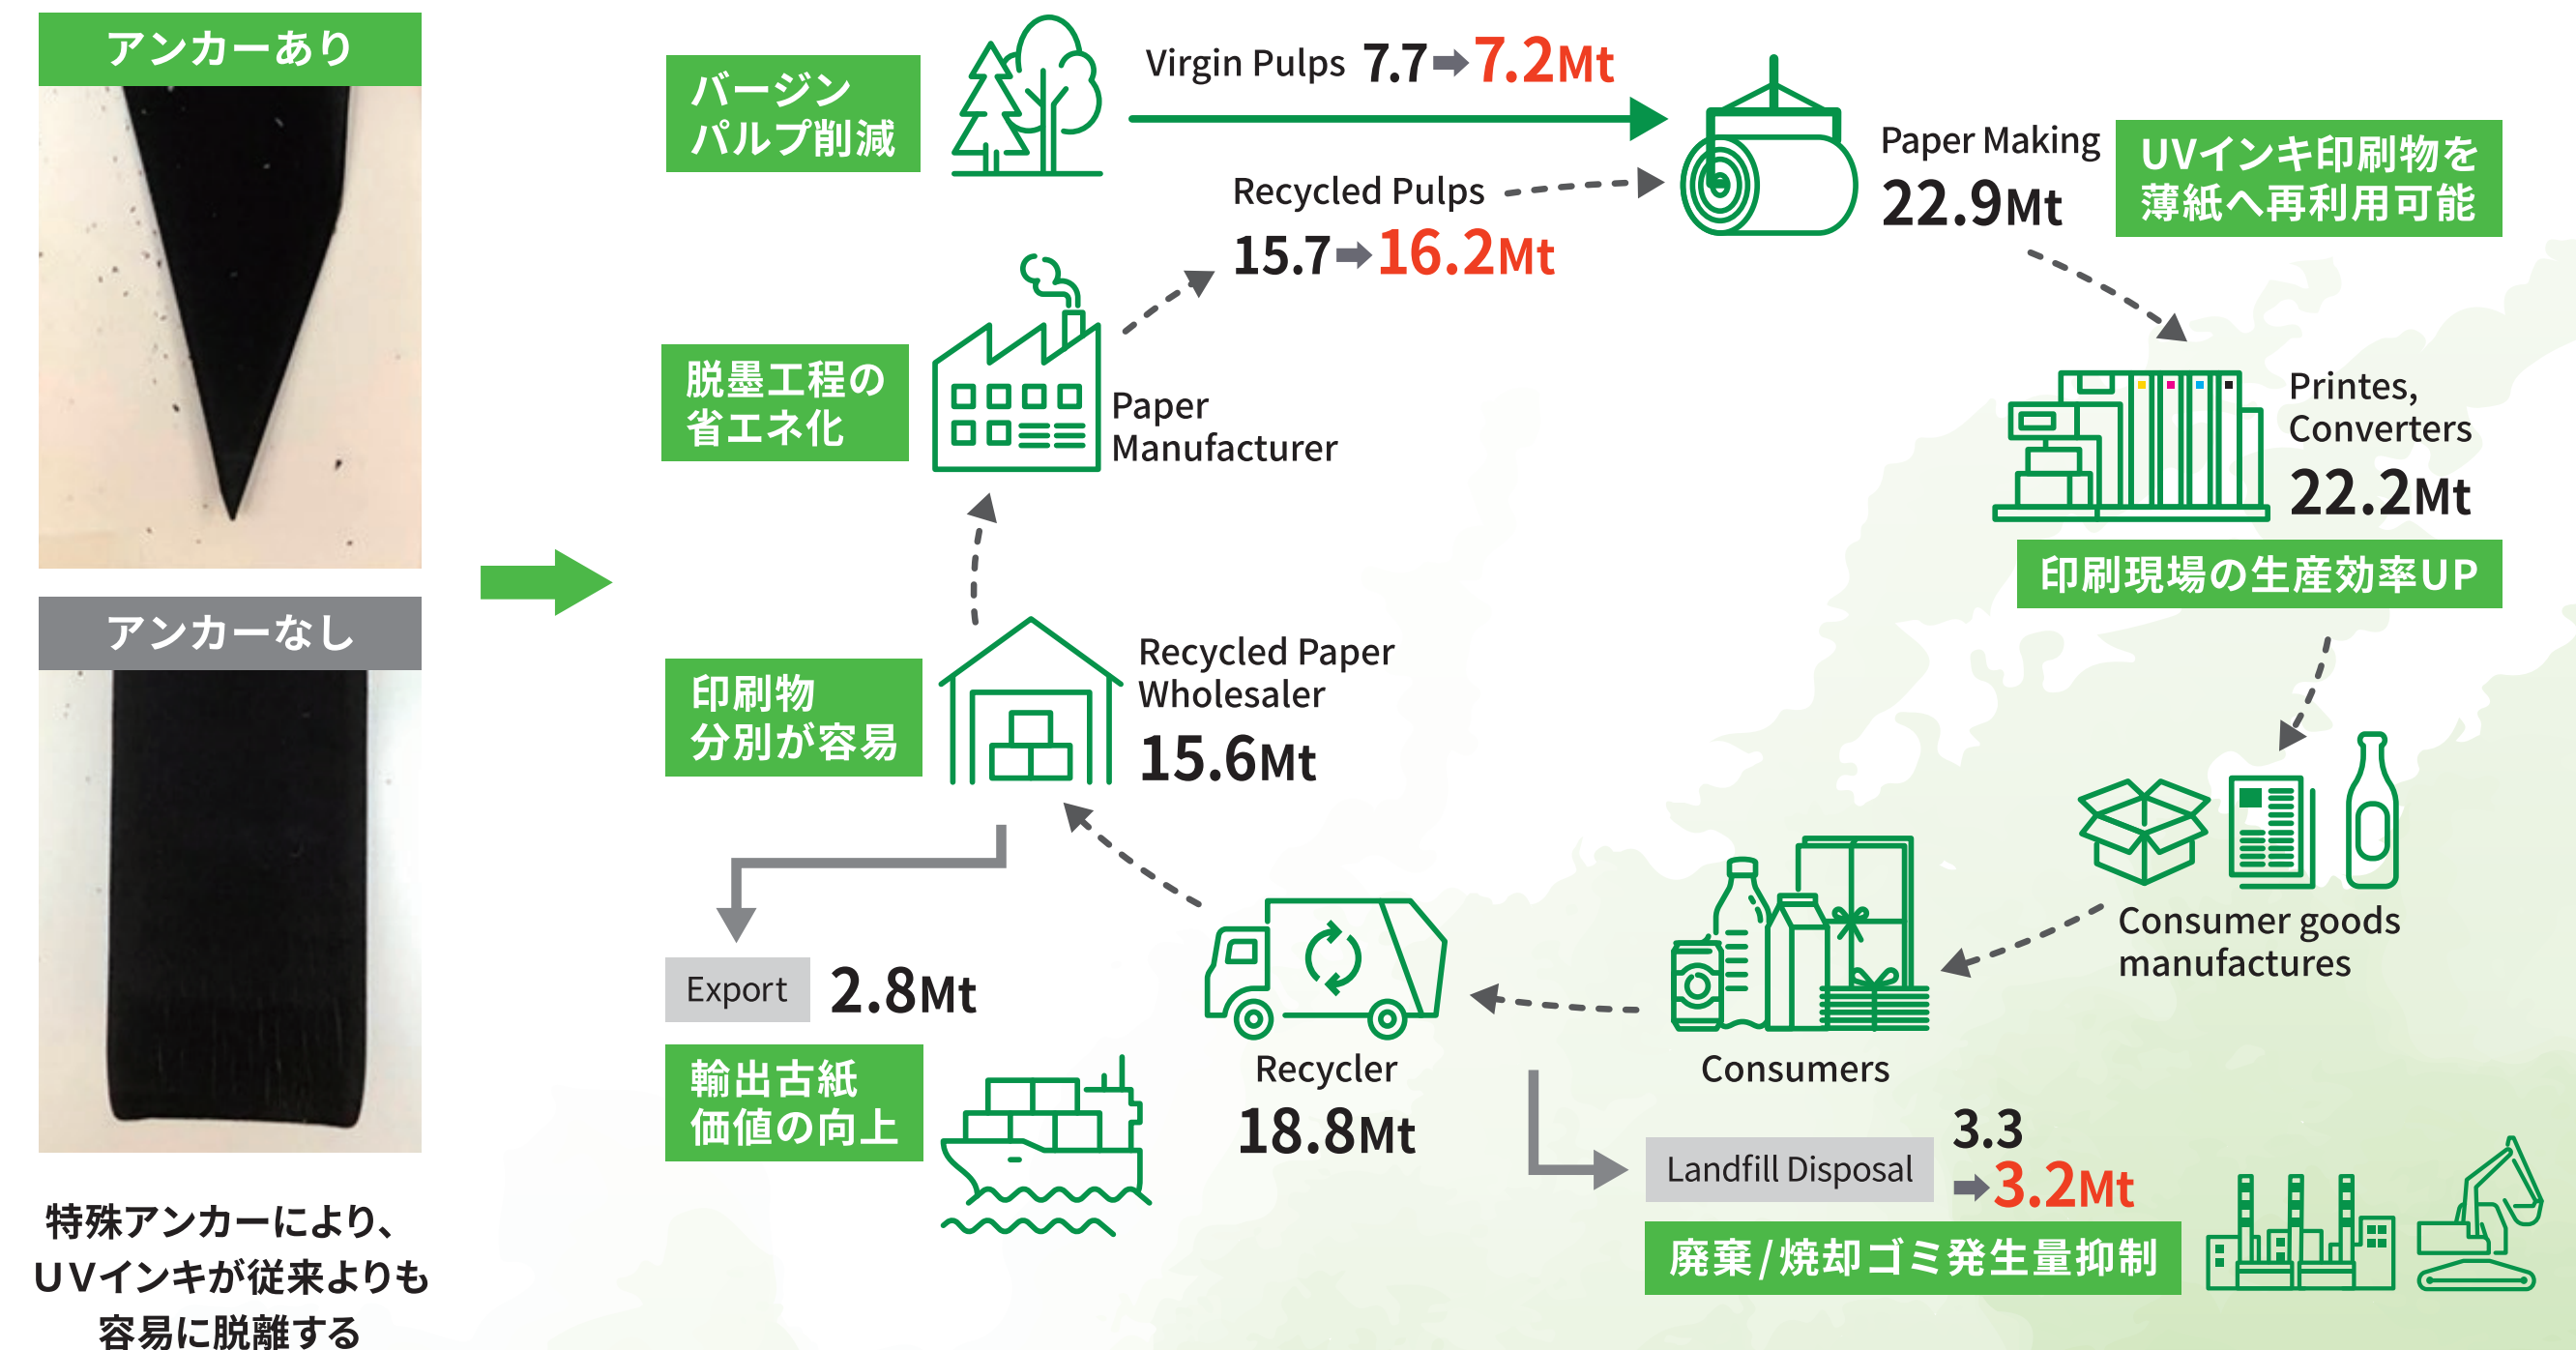 アンカーあり
アンカーなし
特殊アンカーにより、
UVインキが従来よりも
容易に脱離する
バージン
パルプ削減
Virgin Pulps 7.7➡7.2Mt
Recycled Pulps
15.7➡16.2Mt
Paper Making
22.9Mt
UVインキ印刷物を
薄紙へ再利用可能
脱墨工程の
省エネ化
Paper
Manufacturer
Printes,
Converters
22.2Mt
印刷現場の生産効率UP
印刷物
分別が容易
Recycled Paper
Wholesaler
15.6Mt
Consumer goods
manufactures
Export 2.8Mt
輸出古紙
価値の向上
Recycler
18.8Mt
Consumers
Landfill Disposal
3.3
➡3.2Mt
廃棄/焼却ゴミ発生量抑制